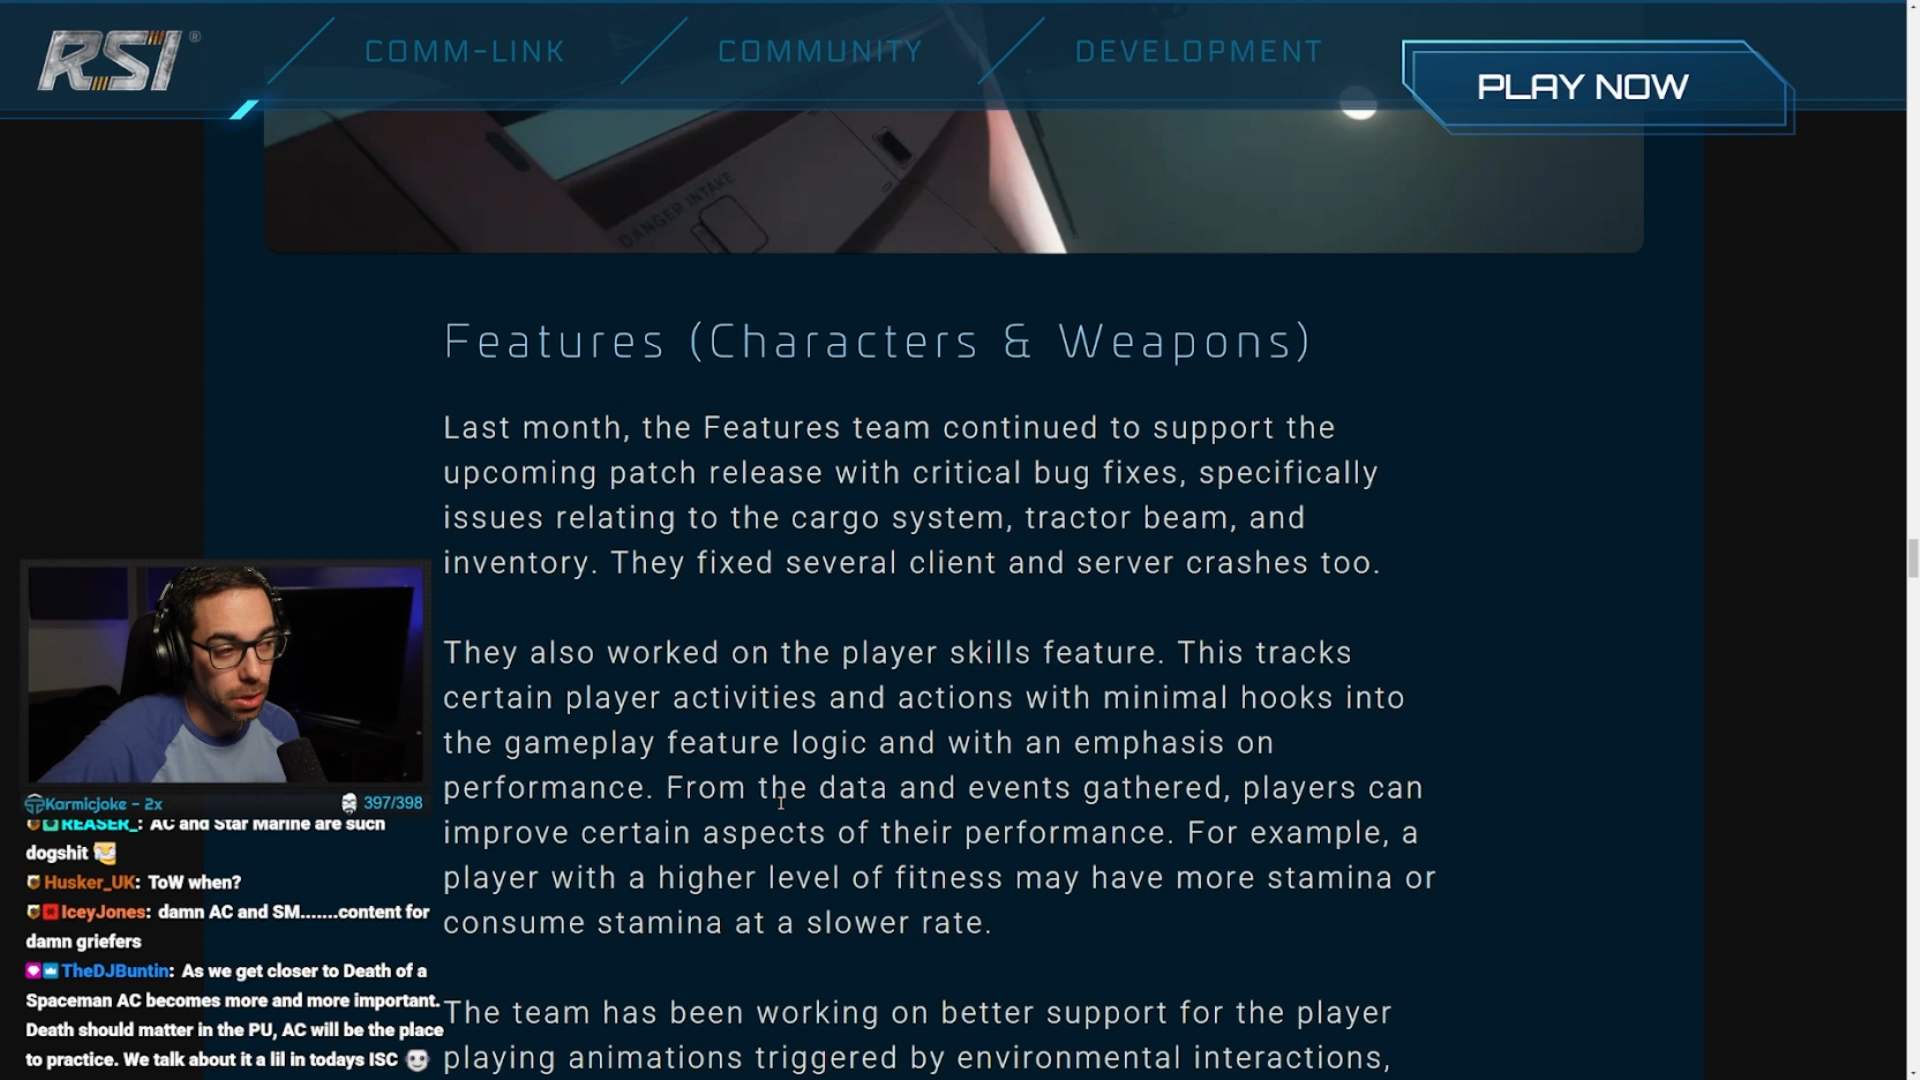 RSI ®
COMM-LINK
COMMUNITY
DEVELOPMENT
PLAY NOW
DANGER INTAKE
Features (Characters & Weapons)
Last month, the Features team continued to support the
upcoming patch release with critical bug fixes, specifically
issues relating to the cargo system, tractor beam, and
inventory. They fixed several client and server crashes too.
They also worked on the player skills feature. This tracks
certain player activities and actions with minimal hooks into
the gameplay feature logic and with an emphasis on
performance. From the data and events gathered, players can
improve certain aspects of their performance. For example, a
player with a higher level of fitness may have more stamina or
consume stamina at a slower rate.
The team has been working on better support for the player
playing animations triggered by environmental interactions,
Karmicjoke - 2x
397/398
REASER_: AC and Star Marine are such
dogshit
Husker_UK: ToW when?
IceyJones: damn AC and SM.......content for
damn griefers
TheDJBuntin: As we get closer to Death of a
Spaceman AC becomes more and more important.
Death should matter in the PU, AC will be the place
to practice. We talk about it a lil in todays ISC